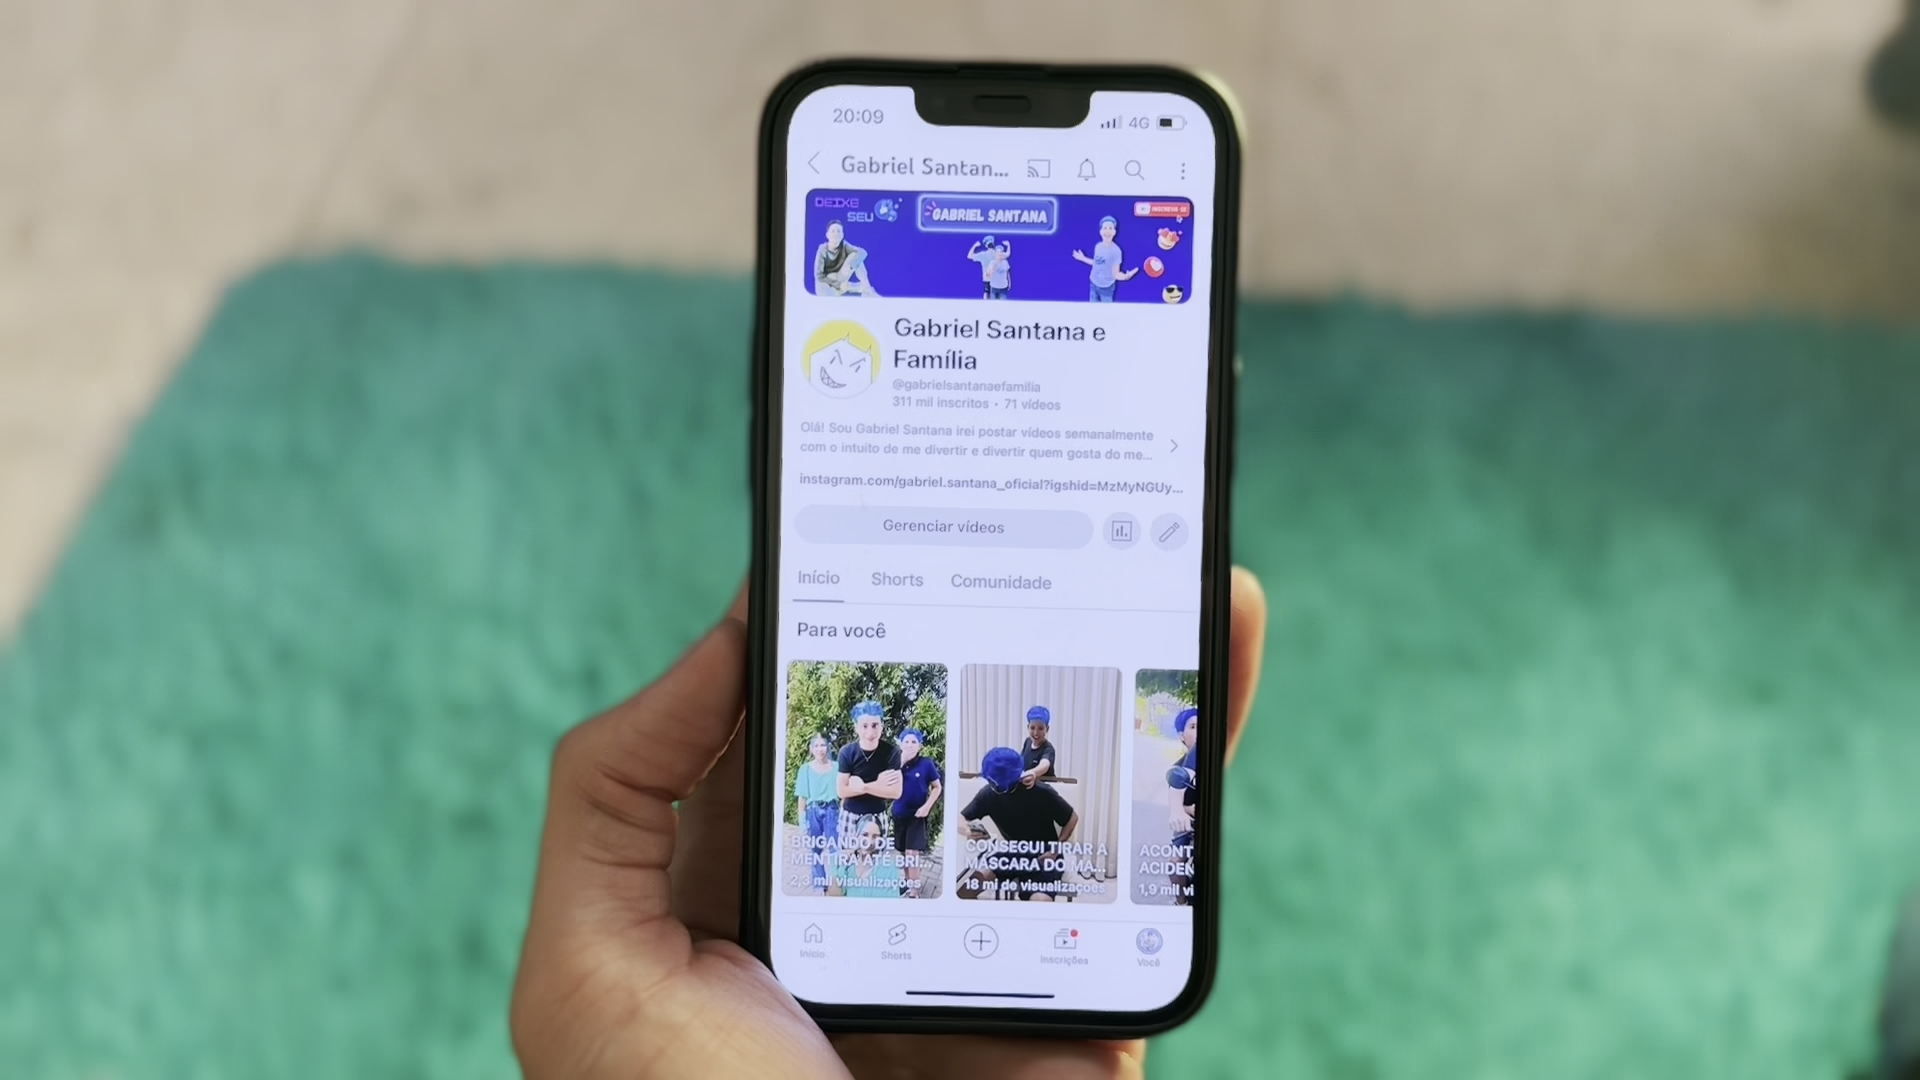 20:09
4G
Gabriel Santan...
DEIXE
SEU
GABRIEL SANTANA
INSCREVA-SE
Gabriel Santana e
Família
@gabrielsantanaefamilia
311 mil inscritos • 71 vídeos
Olá! Sou Gabriel Santana irei postar vídeos semanalmente
com o intuito de me divertir e divertir quem gosta do me...
instagram.com/gabriel.santana_oficial?igshid=MzMyNGUy...
Gerenciar vídeos
Início
Shorts
Comunidade
Para você
BRIGANDO DE
MENTIRA ATÉ BRI...
2,3 mil visualizações
CONSEGUI TIRAR A
MÁSCARA DO MA...
18 mi de visualizações
ACONT
ACIDEN
1,9 mil vi
Início
Shorts
Inscrições
Você